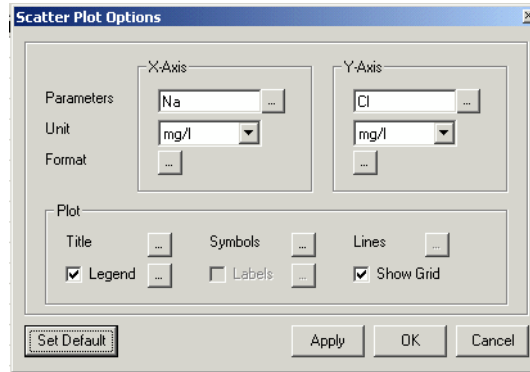 Scatter Plot Options
X-Axis Y-Axis
Parameters Na ... Cl ...
Unit mg/l mg/l
Format ... ...
Plot
Title ... Symbols ... Lines ...
Legend ... Labels ... Show Grid
Set Default Apply OK Cancel